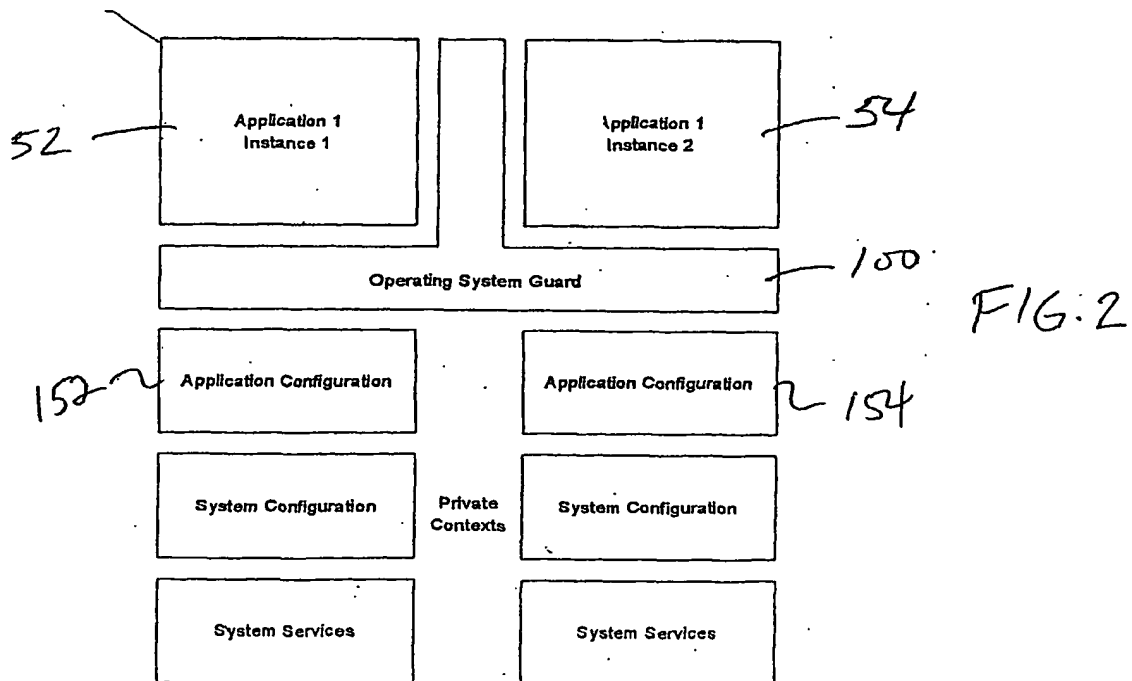 Application 1
Instance 1
Application 1
Instance 2
52
54
Operating System Guard
100
FIG. 2
Application Configuration
Application Configuration
152
154
System Configuration
Private
Contexts
System Configuration
System Services
System Services